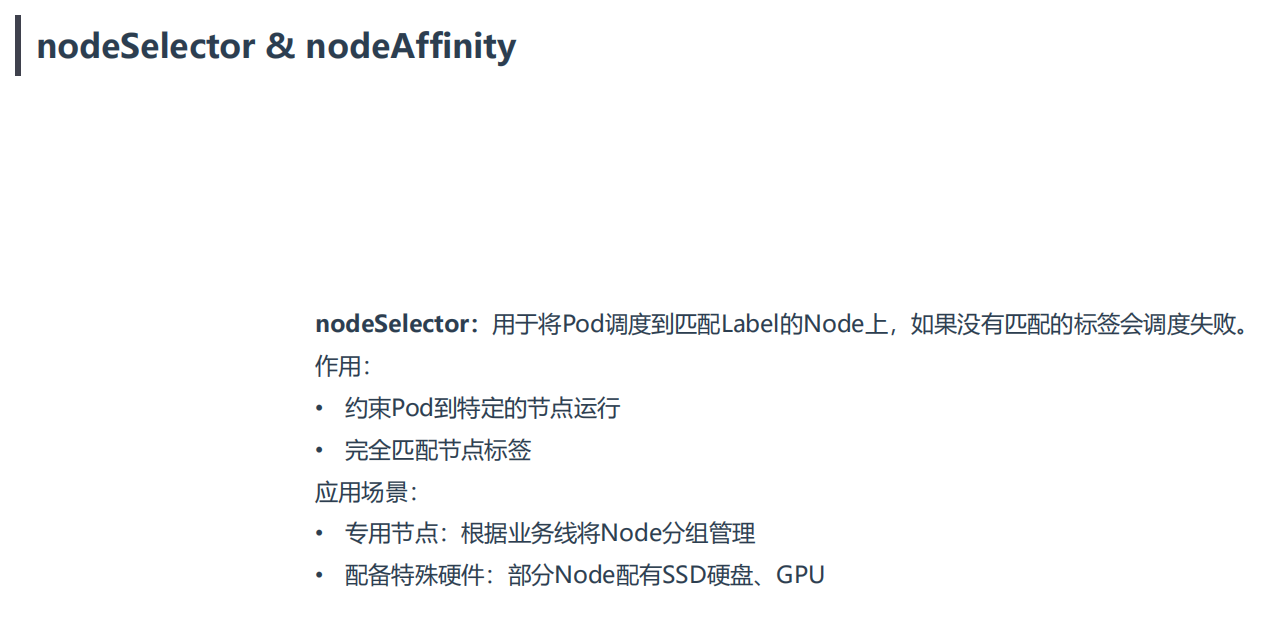 nodeSelector & nodeAffinity
nodeSelector：用于将Pod调度到匹配Label的Node上，如果没有匹配的标签会调度失败。
作用：
• 约束Pod到特定的节点运行
• 完全匹配节点标签
应用场景：
• 专用节点：根据业务线将Node分组管理
• 配备特殊硬件：部分Node配有SSD硬盘、GPU